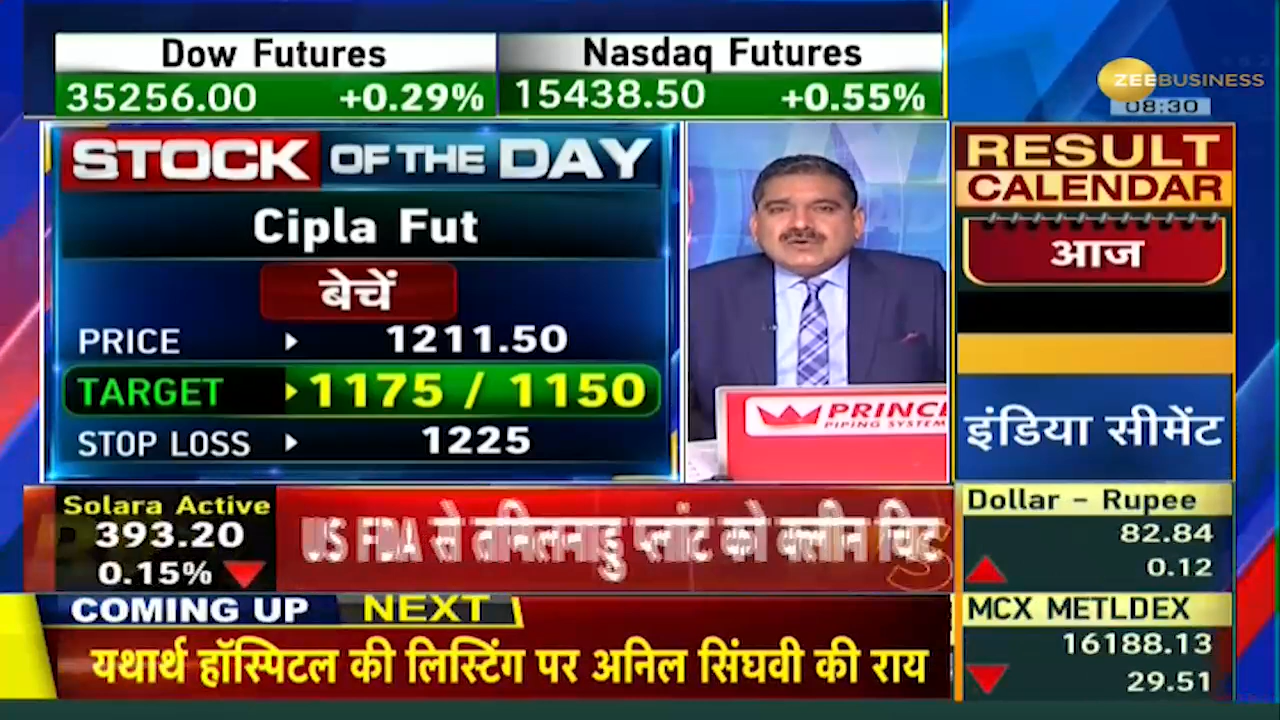 Dow Futures
35256.00 +0.29%
Nasdaq Futures
15438.50 +0.55%
ZEEBUSINESS
08:30
STOCK OF THE DAY
Cipla Fut
बेचें
PRICE 1211.50
TARGET 1175 / 1150
STOP LOSS 1225
PRINCE
PIPING SYSTEM
RESULT
CALENDAR
आज
इंडिया सीमेंट
Solara Active
393.20
0.15%
US FDA से तमिलनाडु प्लांट को क्लीन चिट
Dollar - Rupee
82.84
0.12
COMING UP NEXT
यथार्थ हॉस्पिटल की लिस्टिंग पर अनिल सिंघवी की राय
MCX METLDEX
16188.13
29.51